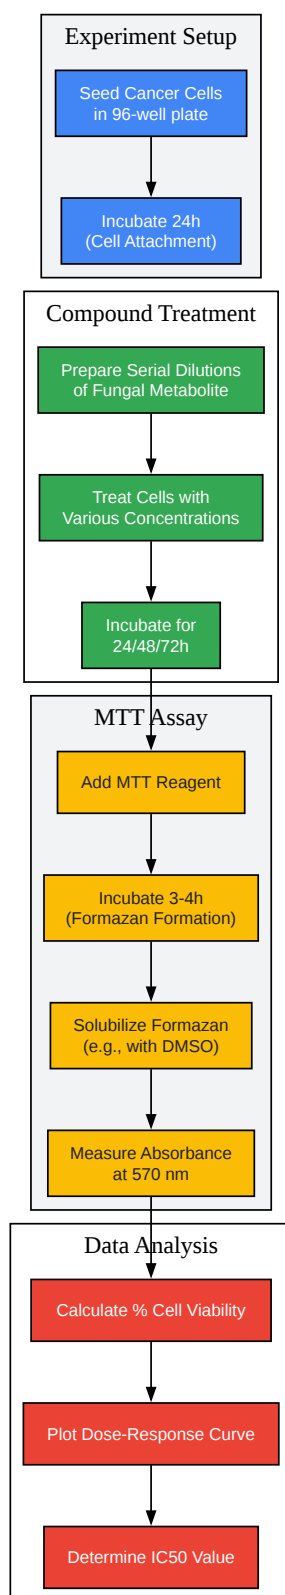 Experiment Setup
Seed Cancer Cells
in 96-well plate
Incubate 24h
(Cell Attachment)
Compound Treatment
Prepare Serial Dilutions
of Fungal Metabolite
Treat Cells with
Various Concentrations
Incubate for
24/48/72h
MTT Assay
Add MTT Reagent
Incubate 3-4h
(Formazan Formation)
Solubilize Formazan
(e.g., with DMSO)
Measure Absorbance
at 570 nm
Data Analysis
Calculate % Cell Viability
Plot Dose-Response Curve
Determine IC50 Value